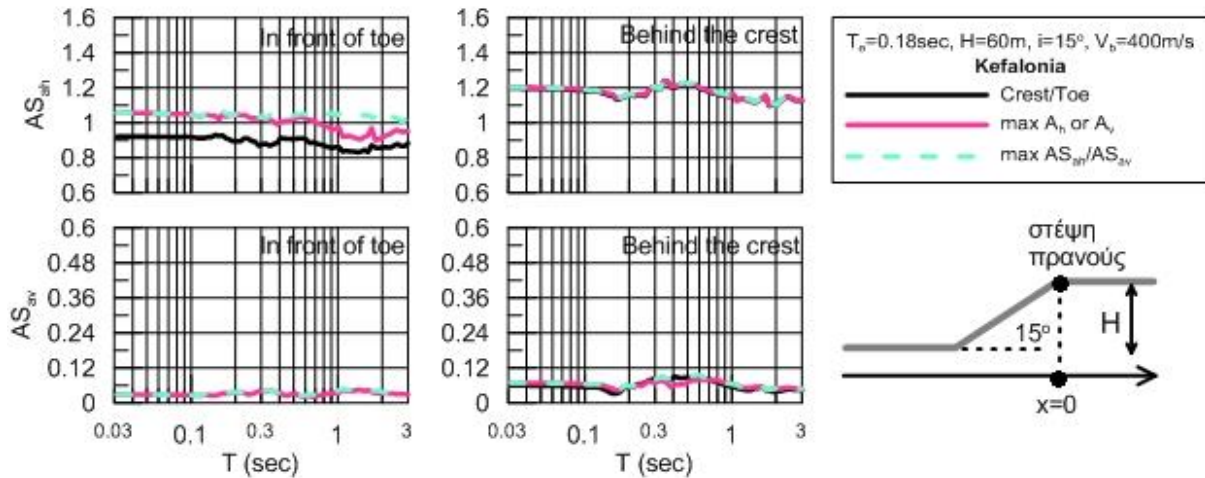 1.6
1.4
1.2
1
0.8
0.6
AS_ah
In front of toe
1.6
1.4
1.2
1
0.8
0.6
Behind the crest
0.6
0.48
0.36
0.24
0.12
0
AS_av
In front of toe
0.03 0.1 0.3 1 3
T (sec)
0.6
0.48
0.36
0.24
0.12
0
Behind the crest
0.03 0.1 0.3 1 3
T (sec)
T_e=0.18sec, H=60m, i=15°, V_b=400m/s
Kefalonia
Crest/Toe
max A_h or A_v
max AS_ah/AS_av
στέψη
πρανούς
15°
H
x=0